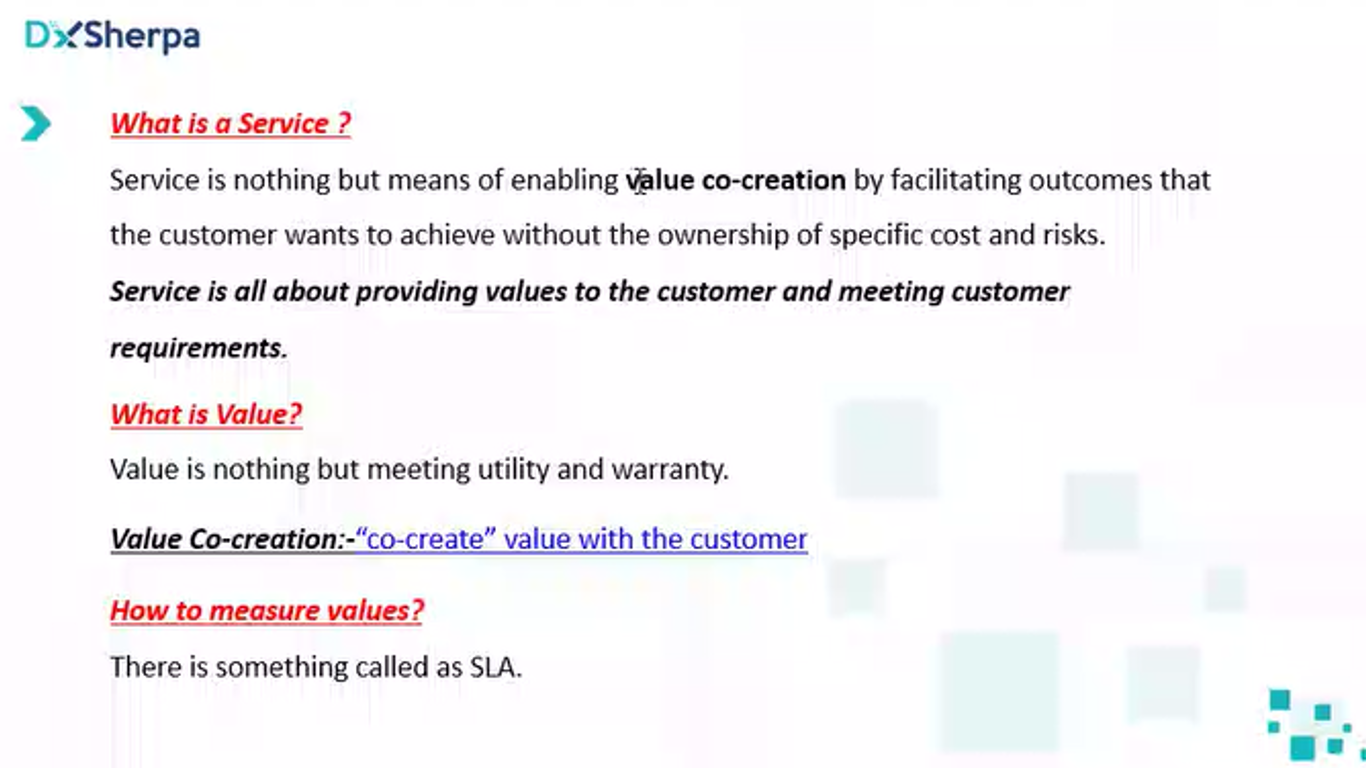 DxSherpa
What is a Service ?
Service is nothing but means of enabling value co-creation by facilitating outcomes that
the customer wants to achieve without the ownership of specific cost and risks.
Service is all about providing values to the customer and meeting customer
requirements.
What is Value?
Value is nothing but meeting utility and warranty.
Value Co-creation:-“co-create” value with the customer
How to measure values?
There is something called as SLA.